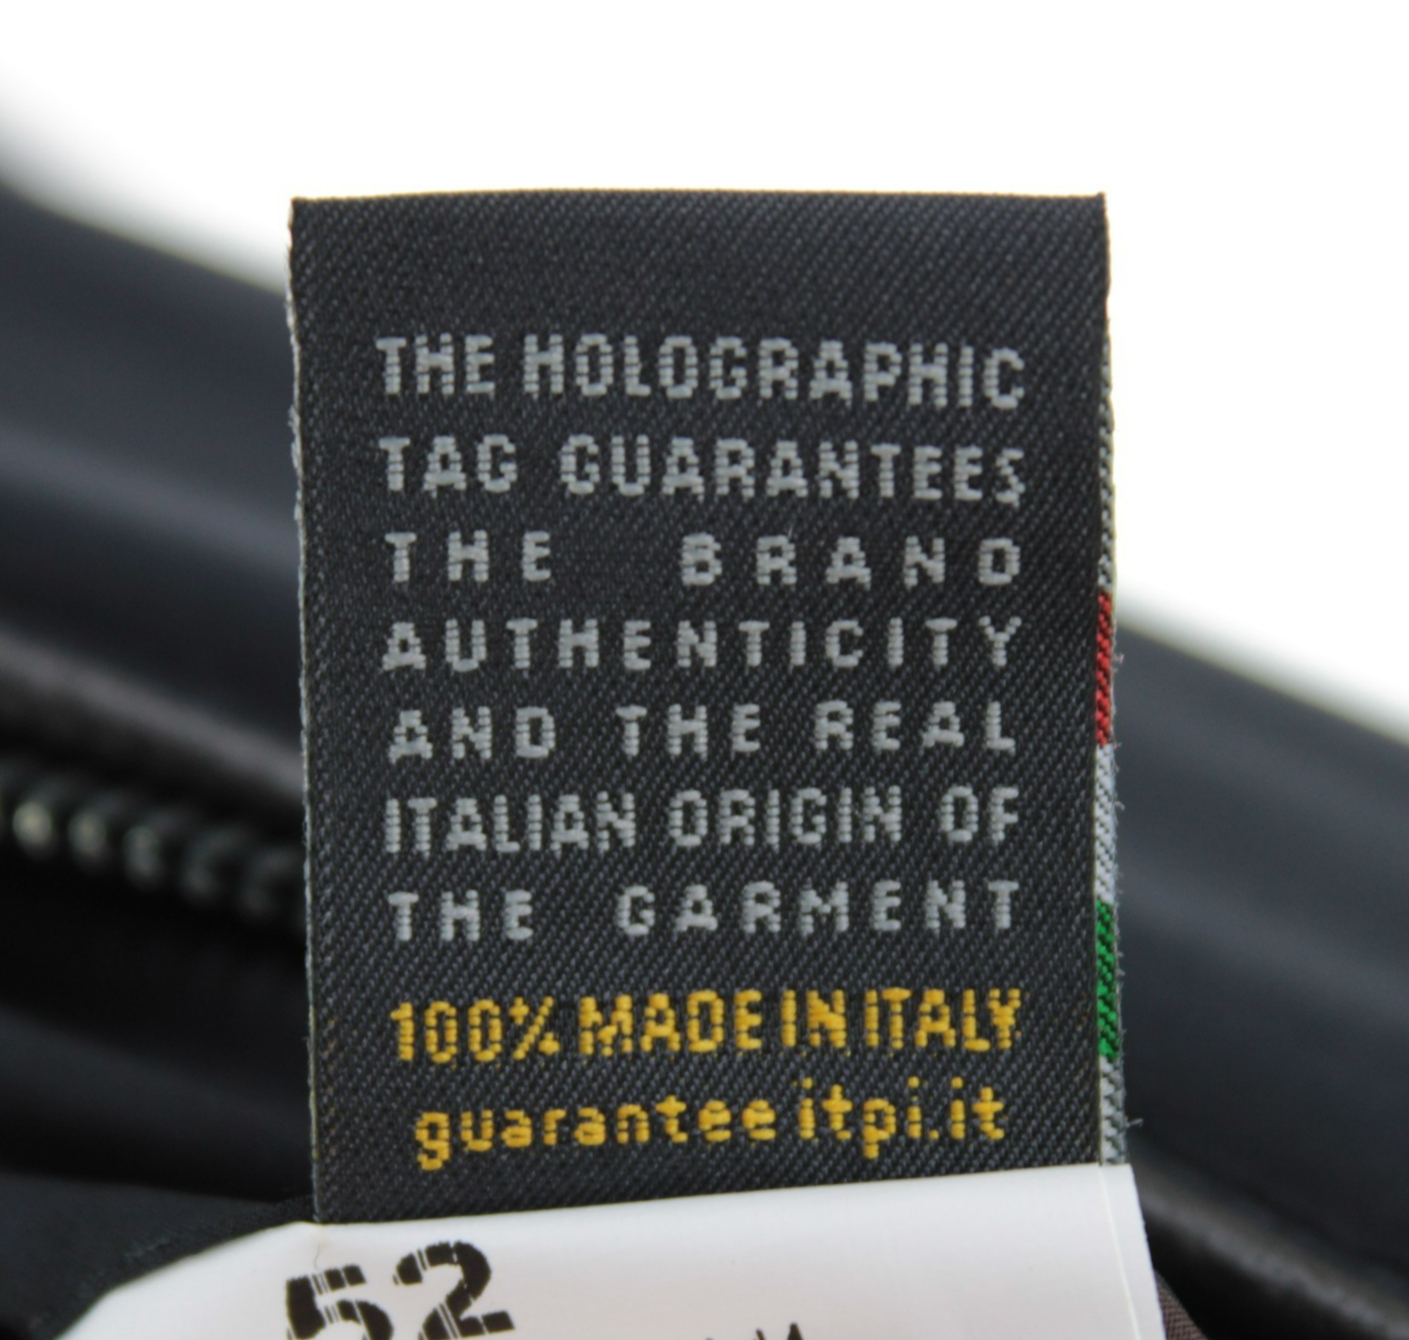 THE HOLOGRAPHIC
TAG GUARANTEES
THE BRAND
AUTHENTICITY
AND THE REAL
ITALIAN ORIGIN OF
THE GARMENT
100% MADE IN ITALY
guarantee itpi.it
52